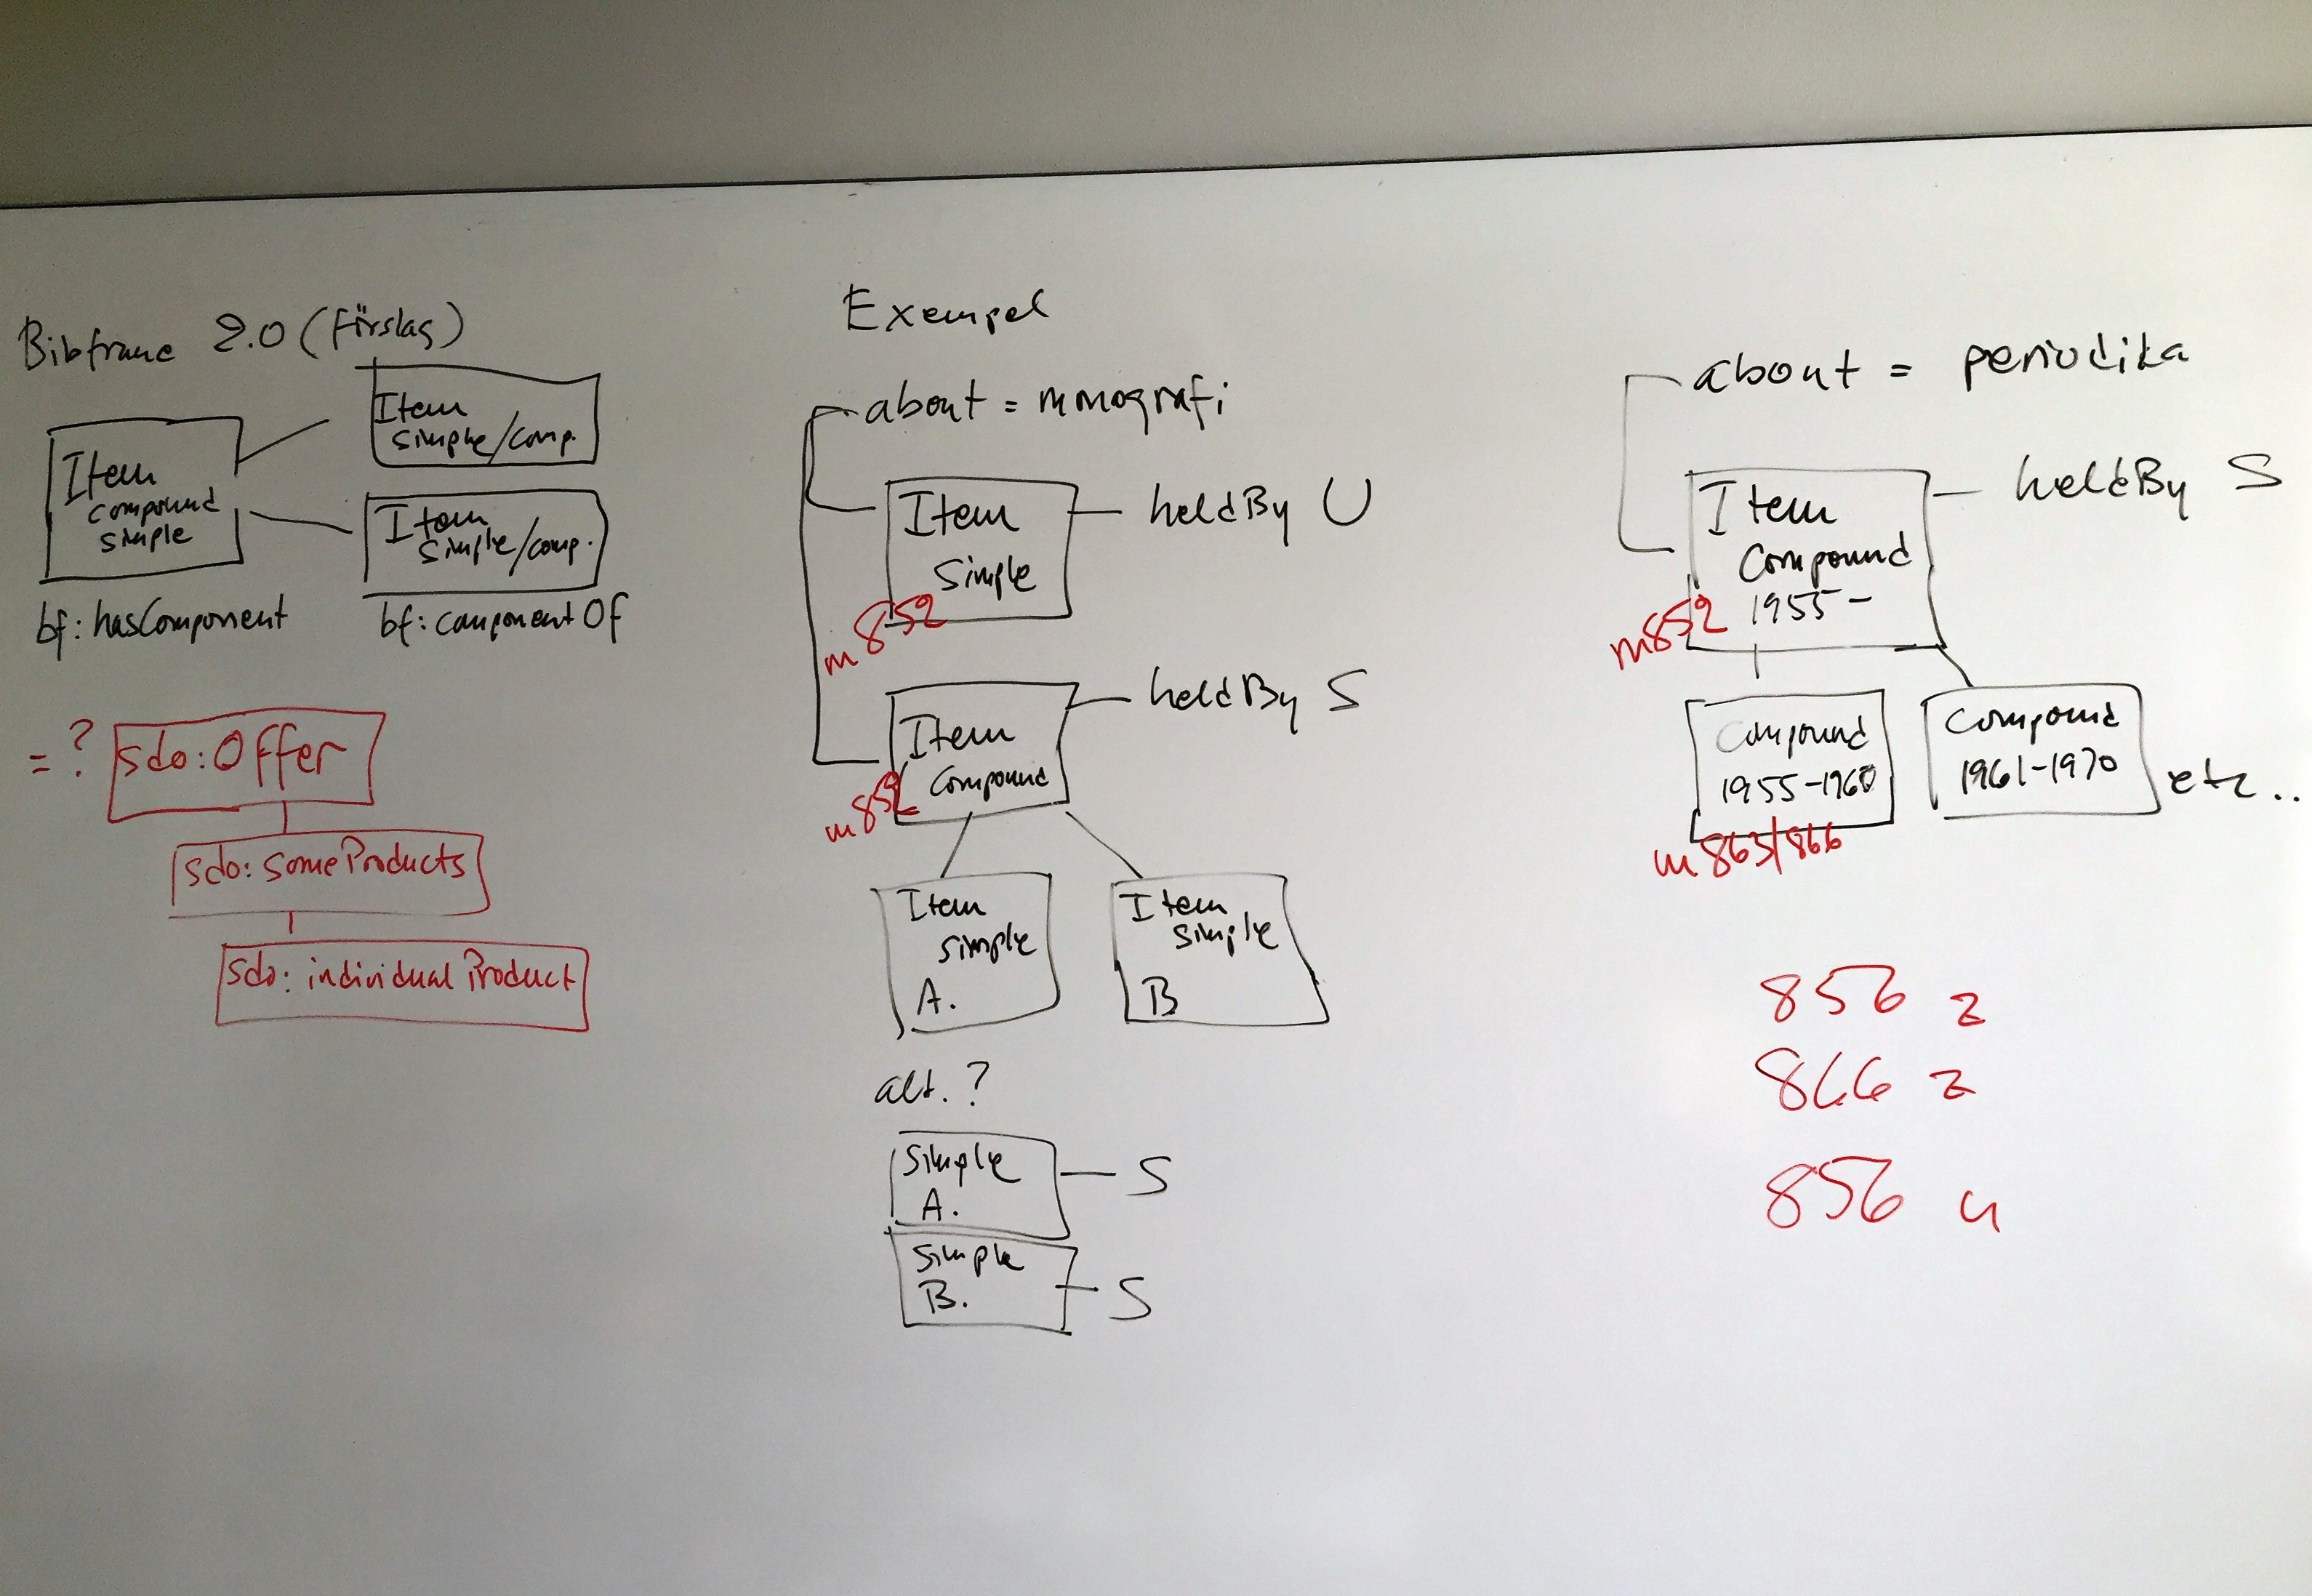 Bibframe 2.0 (förslag)
Item
compound
simple
Item
simple/comp.
Item
simple/comp.
bf: hasComponent
bf: componentOf
= ? sdo: Offer
sdo: someProducts
sdo: individualProduct
Exempel
about = monografi
Item
simple
heldBy U
m852
Item
compound
heldBy S
m852
Item
simple
A.
Item
simple
B
alt. ?
simple
A.
S
simple
B.
S
about = periodika
Item
Compound
1955-
heldBy S
m852
Compound
1955-1960
Compound
1961-1970
etc..
m863/866
856 z
866 z
856 u